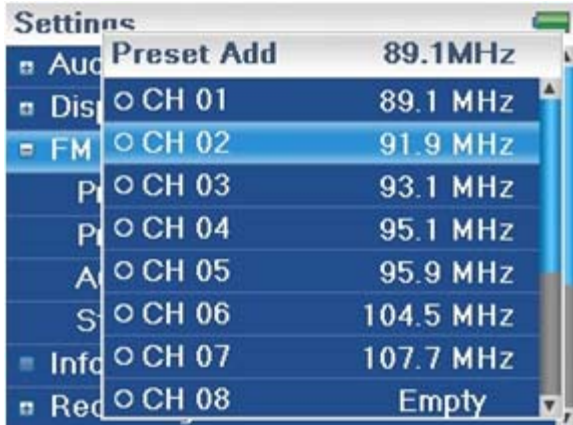 Settings
Preset Add 89.1MHz
CH 01 89.1 MHz
CH 02 91.9 MHz
CH 03 93.1 MHz
CH 04 95.1 MHz
CH 05 95.9 MHz
CH 06 104.5 MHz
CH 07 107.7 MHz
CH 08 Empty
FM